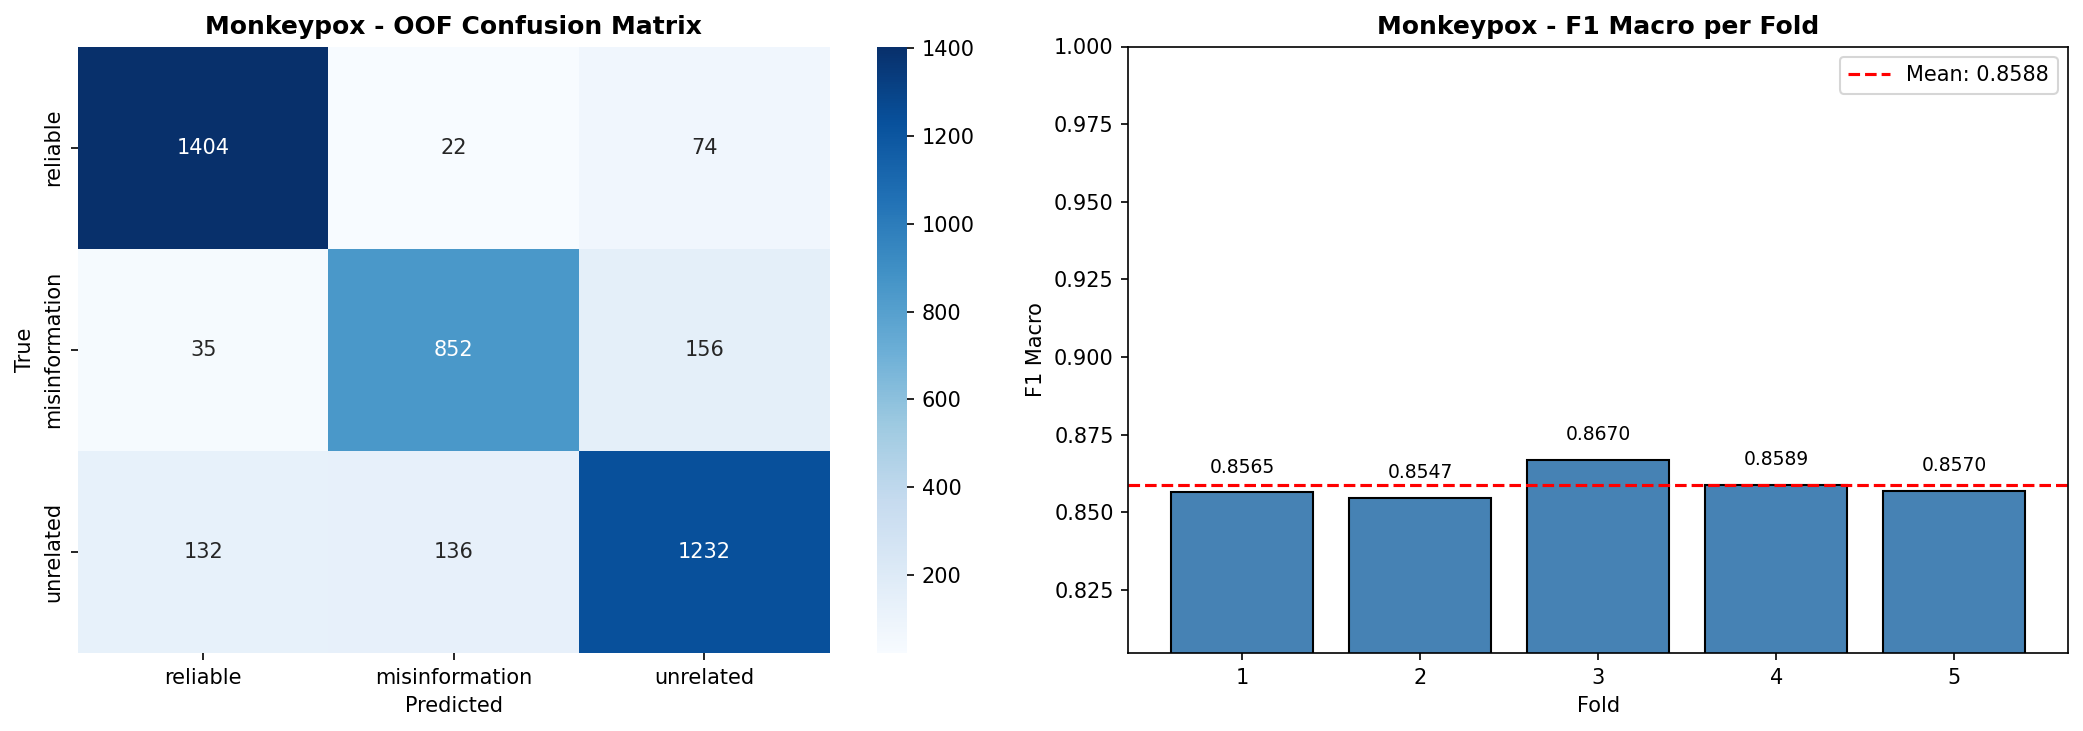 Monkeypox - OOF Confusion Matrix
reliable
misinformation
unrelated
True
1404
22
74
35
852
156
132
136
1232
reliable
misinformation
unrelated
Predicted
1400
1200
1000
800
600
400
200
Monkeypox - F1 Macro per Fold
Mean: 0.8588
F1 Macro
1.000
0.975
0.950
0.925
0.900
0.875
0.850
0.825
0.8565
0.8547
0.8670
0.8589
0.8570
1
2
3
4
5
Fold